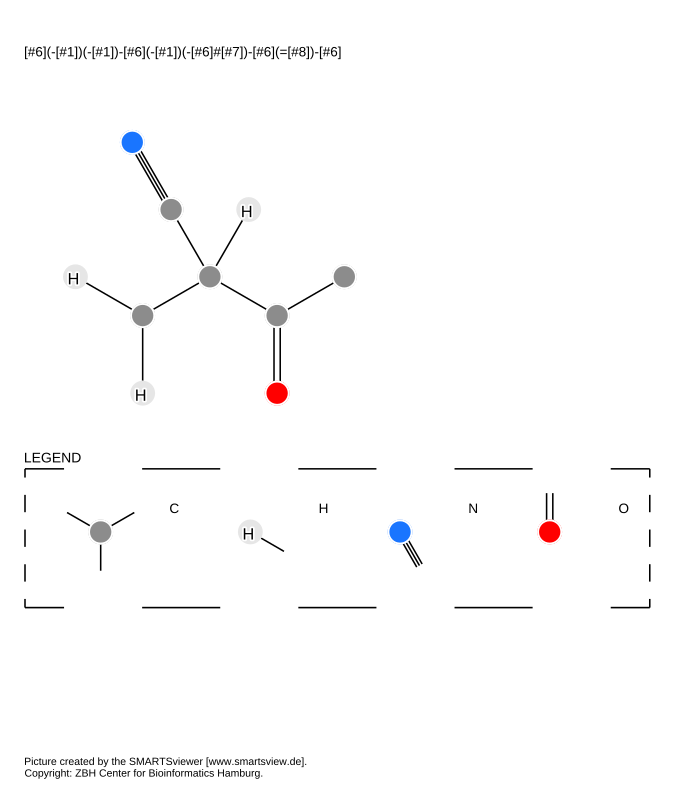 [#6](-[#1])(-[#1])-[#6](-[#1])(-[#6]#[#7])-[#6](=[#8])-[#6]
H
H
H
LEGEND
C
H
N
O
H
Picture created by the SMARTSviewer [www.smartsview.de].
Copyright: ZBH Center for Bioinformatics Hamburg.